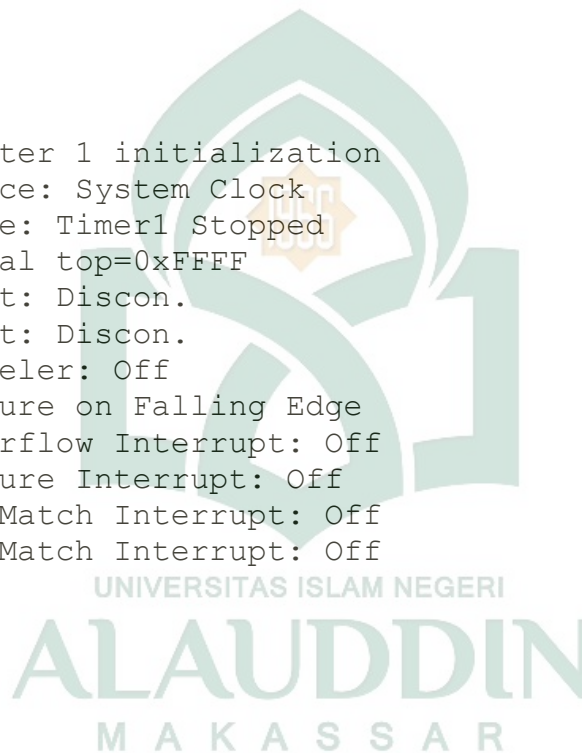 ter 1 initialization
ce: System Clock
e: Timer1 Stopped
al top=0xFFFF
t: Discon.
t: Discon.
eler: Off
ure on Falling Edge
rflow Interrupt: Off
ure Interrupt: Off
Match Interrupt: Off
Match Interrupt: Off
UNIVERSITAS ISLAM NEGERI
ALAUDDIN
MAKASSAR